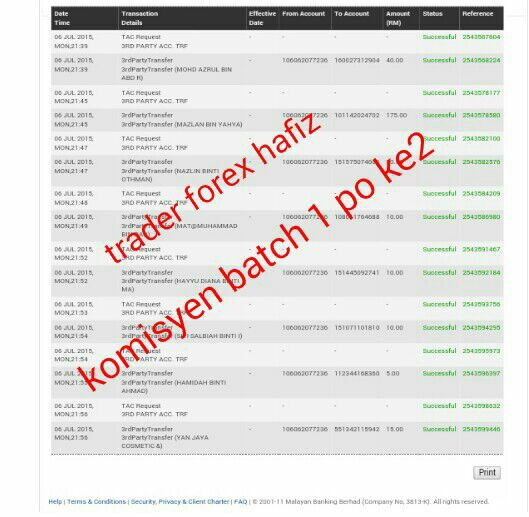 Date Time Transaction Details Effective Date From Account To Account Amount (RM) Status Reference
06 JUL 2015, MON,21:39 TAC Request 3RD PARTY ACC. TRF - - - - Successful 2543567604
06 JUL 2015, MON,21:39 3rdPartyTransfer 3rdPartyTransfer (MOHD AZRUL BIN ABD R) - 106062077236 160027312904 40.00 Successful 2543568224
06 JUL 2015, MON,21:45 TAC Request 3RD PARTY ACC. TRF - - - - Successful 2543578177
06 JUL 2015, MON,21:45 3rdPartyTransfer 3rdPartyTransfer (MAZLAN BIN YAHYA) - 106062077236 101142024702 175.00 Successful 2543578580
06 JUL 2015, MON,21:47 TAC Request 3RD PARTY ACC. TRF - - - - Successful 2543582100
06 JUL 2015, MON,21:47 3rdPartyTransfer 3rdPartyTransfer (NAZLIN BINTI OTHMAN) - 106062077236 Successful 2543582576
06 JUL 2015, MON,21:48 TAC Request 3RD PARTY ACC. TRF - - - - Successful 2543584209
06 JUL 2015, MON,21:49 3rdPartyTransfer 3rdPartyTransfer (MAT@MUHAMMAD - 106062077236 10.00 Successful 2543586980
06 JUL 2015, MON,21:52 TAC Request 3RD PARTY ACC. TRF - - - - Successful 2543591467
06 JUL 2015, MON,21:52 3rdPartyTransfer 3rdPartyTransfer (HAYYU DIANA BINTI MA) - 106062077236 151445092741 10.00 Successful 2543592184
06 JUL 2015, MON,21:53 TAC Request 3RD PARTY ACC. TRF - - - - Successful 2543593756
06 JUL 2015, MON,21:54 3rdPartyTransfer 3rdPartyTransfer (SITI SALBIAH BINTI I) - 106062077236 151071101810 10.00 Successful 2543594295
06 JUL 2015, MON,21:54 TAC Request 3RD PARTY ACC. TRF - - - - Successful 2543595973
06 JUL 2015, 3rdPartyTransfer 3rdPartyTransfer (HAMIDAH BINTI AHMAD) - 106062077236 112344168360 5.00 Successful 2543596397
06 JUL 2015, MON,21:56 TAC Request 3RD PARTY ACC. TRF - - - - Successful 2543598632
06 JUL 2015, MON,21:56 3rdPartyTransfer 3rdPartyTransfer (YAN JAYA COSMETIC &) - 106062077236 551242115942 15.00 Successful 2543599446
trader forex hafiz
komisyen batch 1 po ke2
Print
Help | Terms & Conditions | Security, Privacy & Client Charter | FAQ | © 2001-11 Malayan Banking Berhad (Company No. 3813-K). All rights reserved.